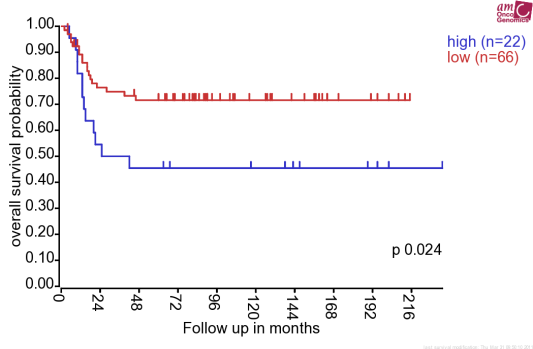 amC
Onco
Genomics
high (n=22)
low (n=66)
overall survival probability
1.00
0.90
0.80
0.70
0.60
0.50
0.40
0.30
0.20
0.10
0.00
p 0.024
0
24
48
72
96
120
144
168
192
216
Follow up in months